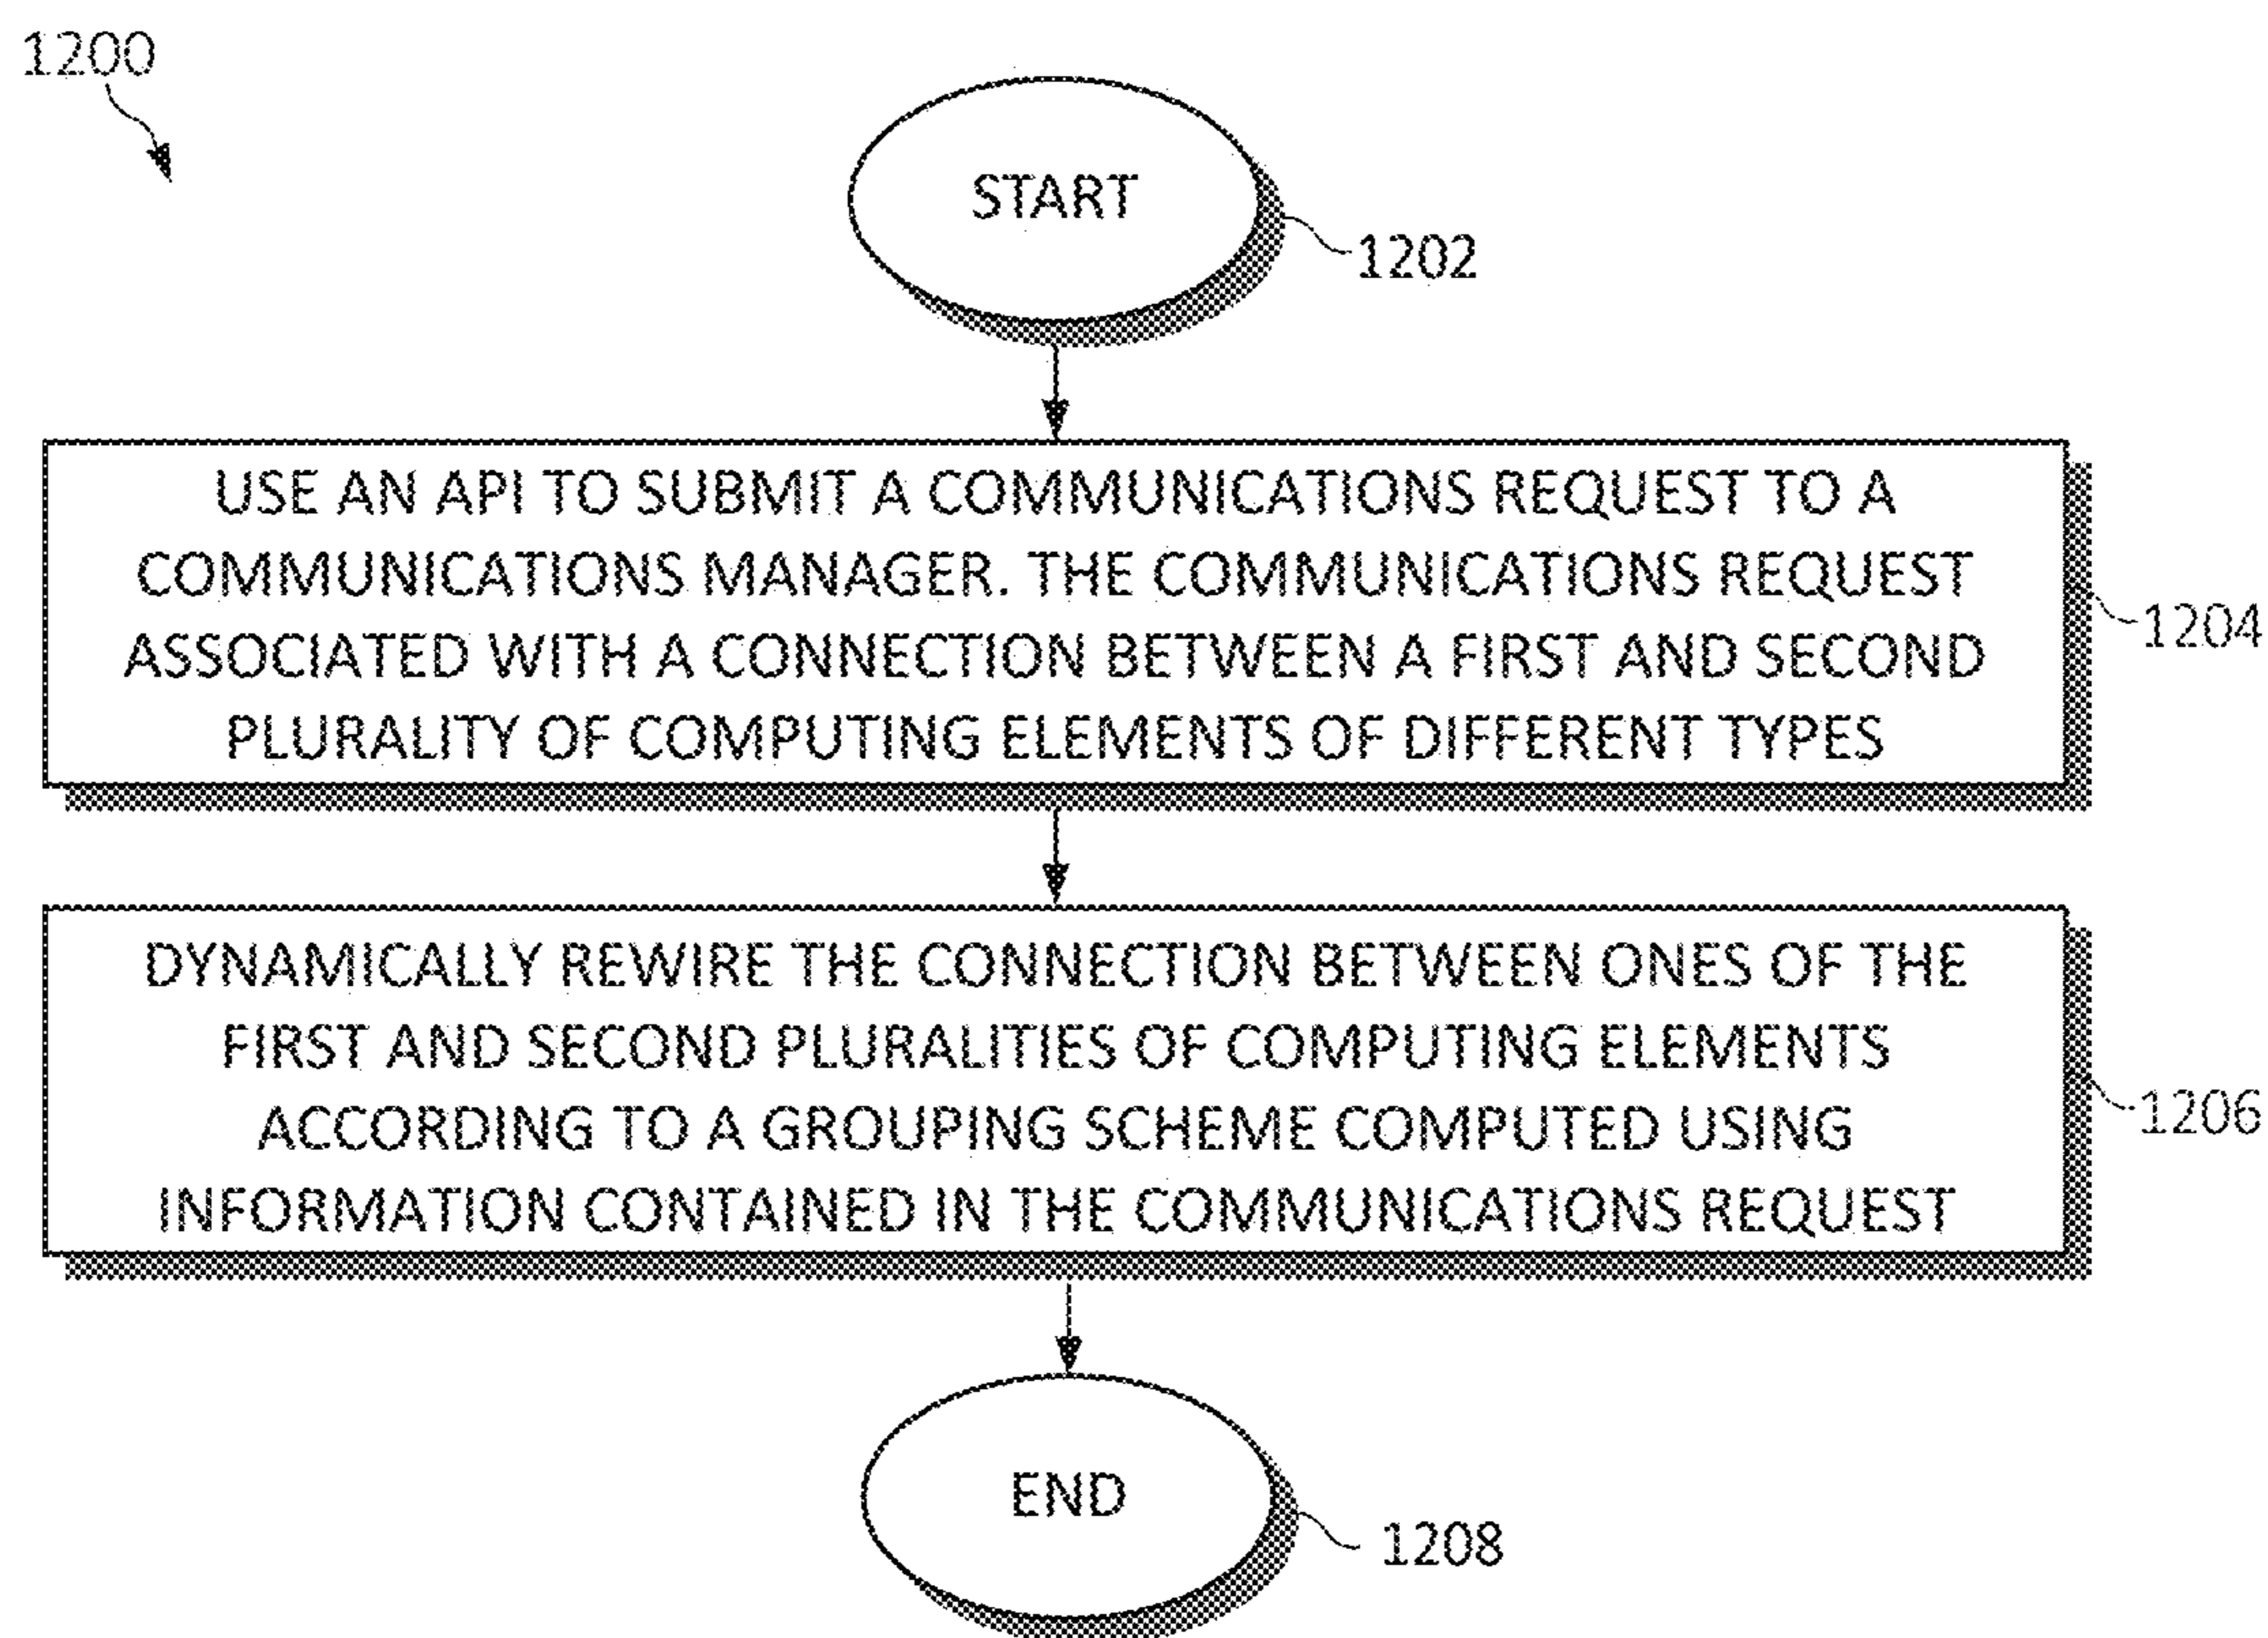 1200
START
1202
USE AN API TO SUBMIT A COMMUNICATIONS REQUEST TO A
COMMUNICATIONS MANAGER. THE COMMUNICATIONS REQUEST
ASSOCIATED WITH A CONNECTION BETWEEN A FIRST AND SECOND
PLURALITY OF COMPUTING ELEMENTS OF DIFFERENT TYPES
1204
DYNAMICALLY REWIRE THE CONNECTION BETWEEN ONES OF THE
FIRST AND SECOND PLURALITIES OF COMPUTING ELEMENTS
ACCORDING TO A GROUPING SCHEME COMPUTED USING
INFORMATION CONTAINED IN THE COMMUNICATIONS REQUEST
1206
END
1208